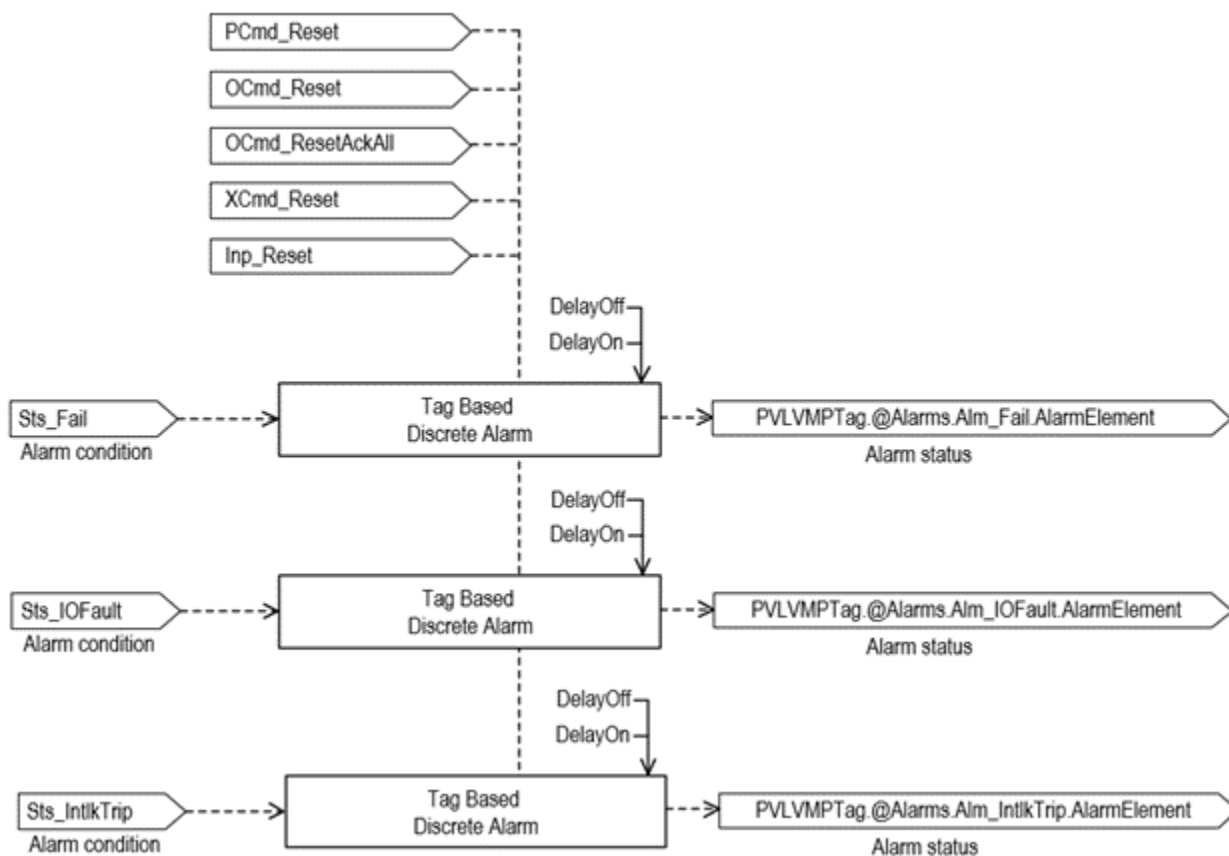 PCmd_Reset
OCmd_Reset
OCmd_ResetAckAll
XCmd_Reset
Inp_Reset
DelayOff
DelayOn
Sts_Fail
Alarm condition
Tag Based
Discrete Alarm
PVLVMPTag.@Alarms.Alm_Fail.AlarmElement
Alarm status
DelayOff
DelayOn
Sts_IOFault
Alarm condition
Tag Based
Discrete Alarm
PVLVMPTag.@Alarms.Alm_IOFault.AlarmElement
Alarm status
DelayOff
DelayOn
Sts_IntlkTrip
Alarm condition
Tag Based
Discrete Alarm
PVLVMPTag.@Alarms.Alm_IntlkTrip.AlarmElement
Alarm status